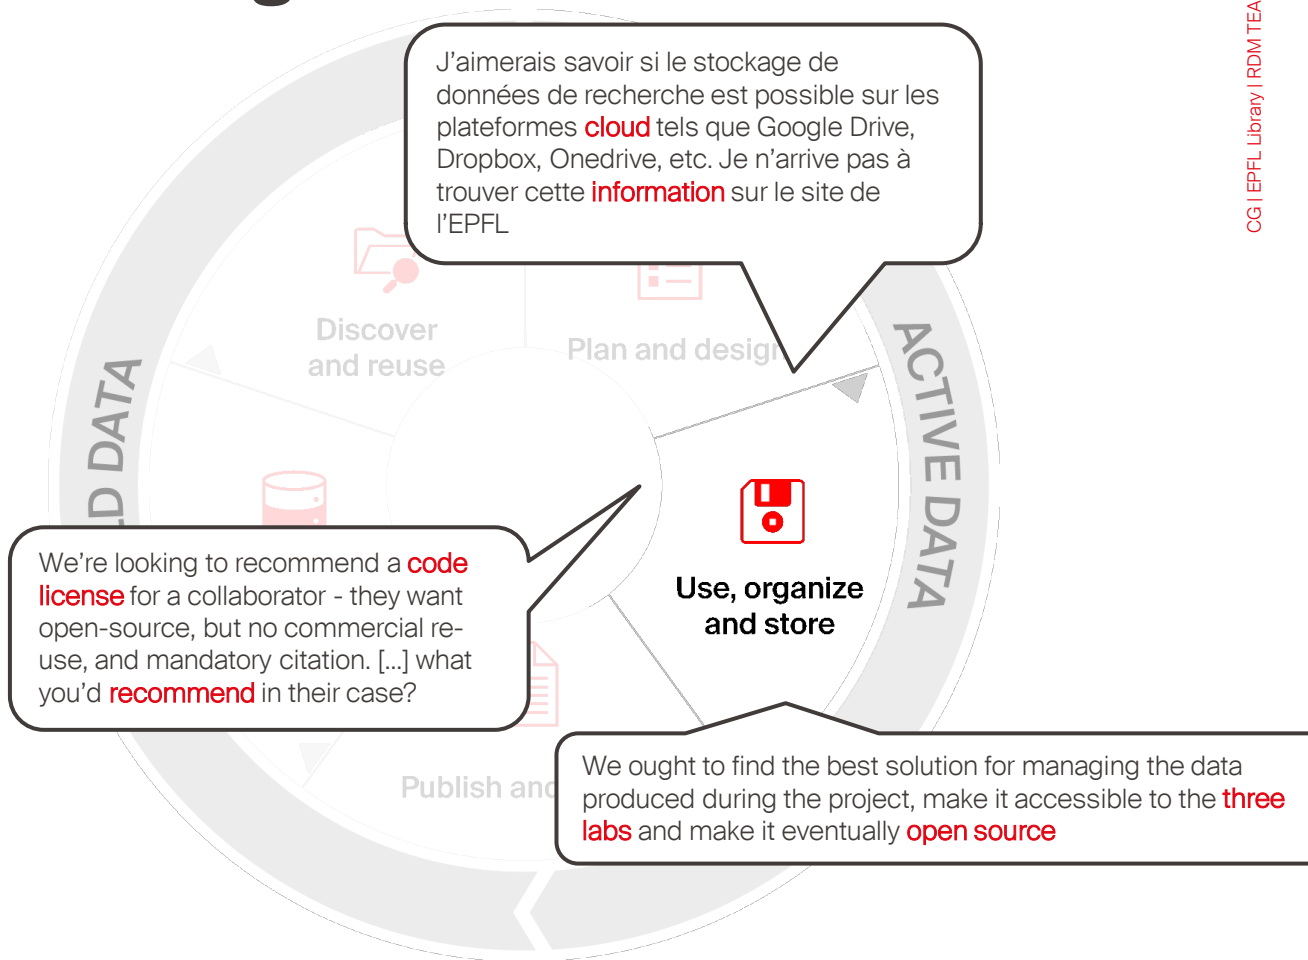 J’aimerais savoir si le stockage de
données de recherche est possible sur les
plateformes cloud tels que Google Drive,
Dropbox, Onedrive, etc. Je n’arrive pas à
trouver cette information sur le site de
l’EPFL
CG | EPFL Library | RDM TEA
Discover
and reuse
Plan and design
ACTIVE DATA
DATA
Use, organize
and store
We’re looking to recommend a code
license for a collaborator - they want
open-source, but no commercial re-
use, and mandatory citation. [...] what
you’d recommend in their case?
Publish and
We ought to find the best solution for managing the data
produced during the project, make it accessible to the three
labs and make it eventually open source